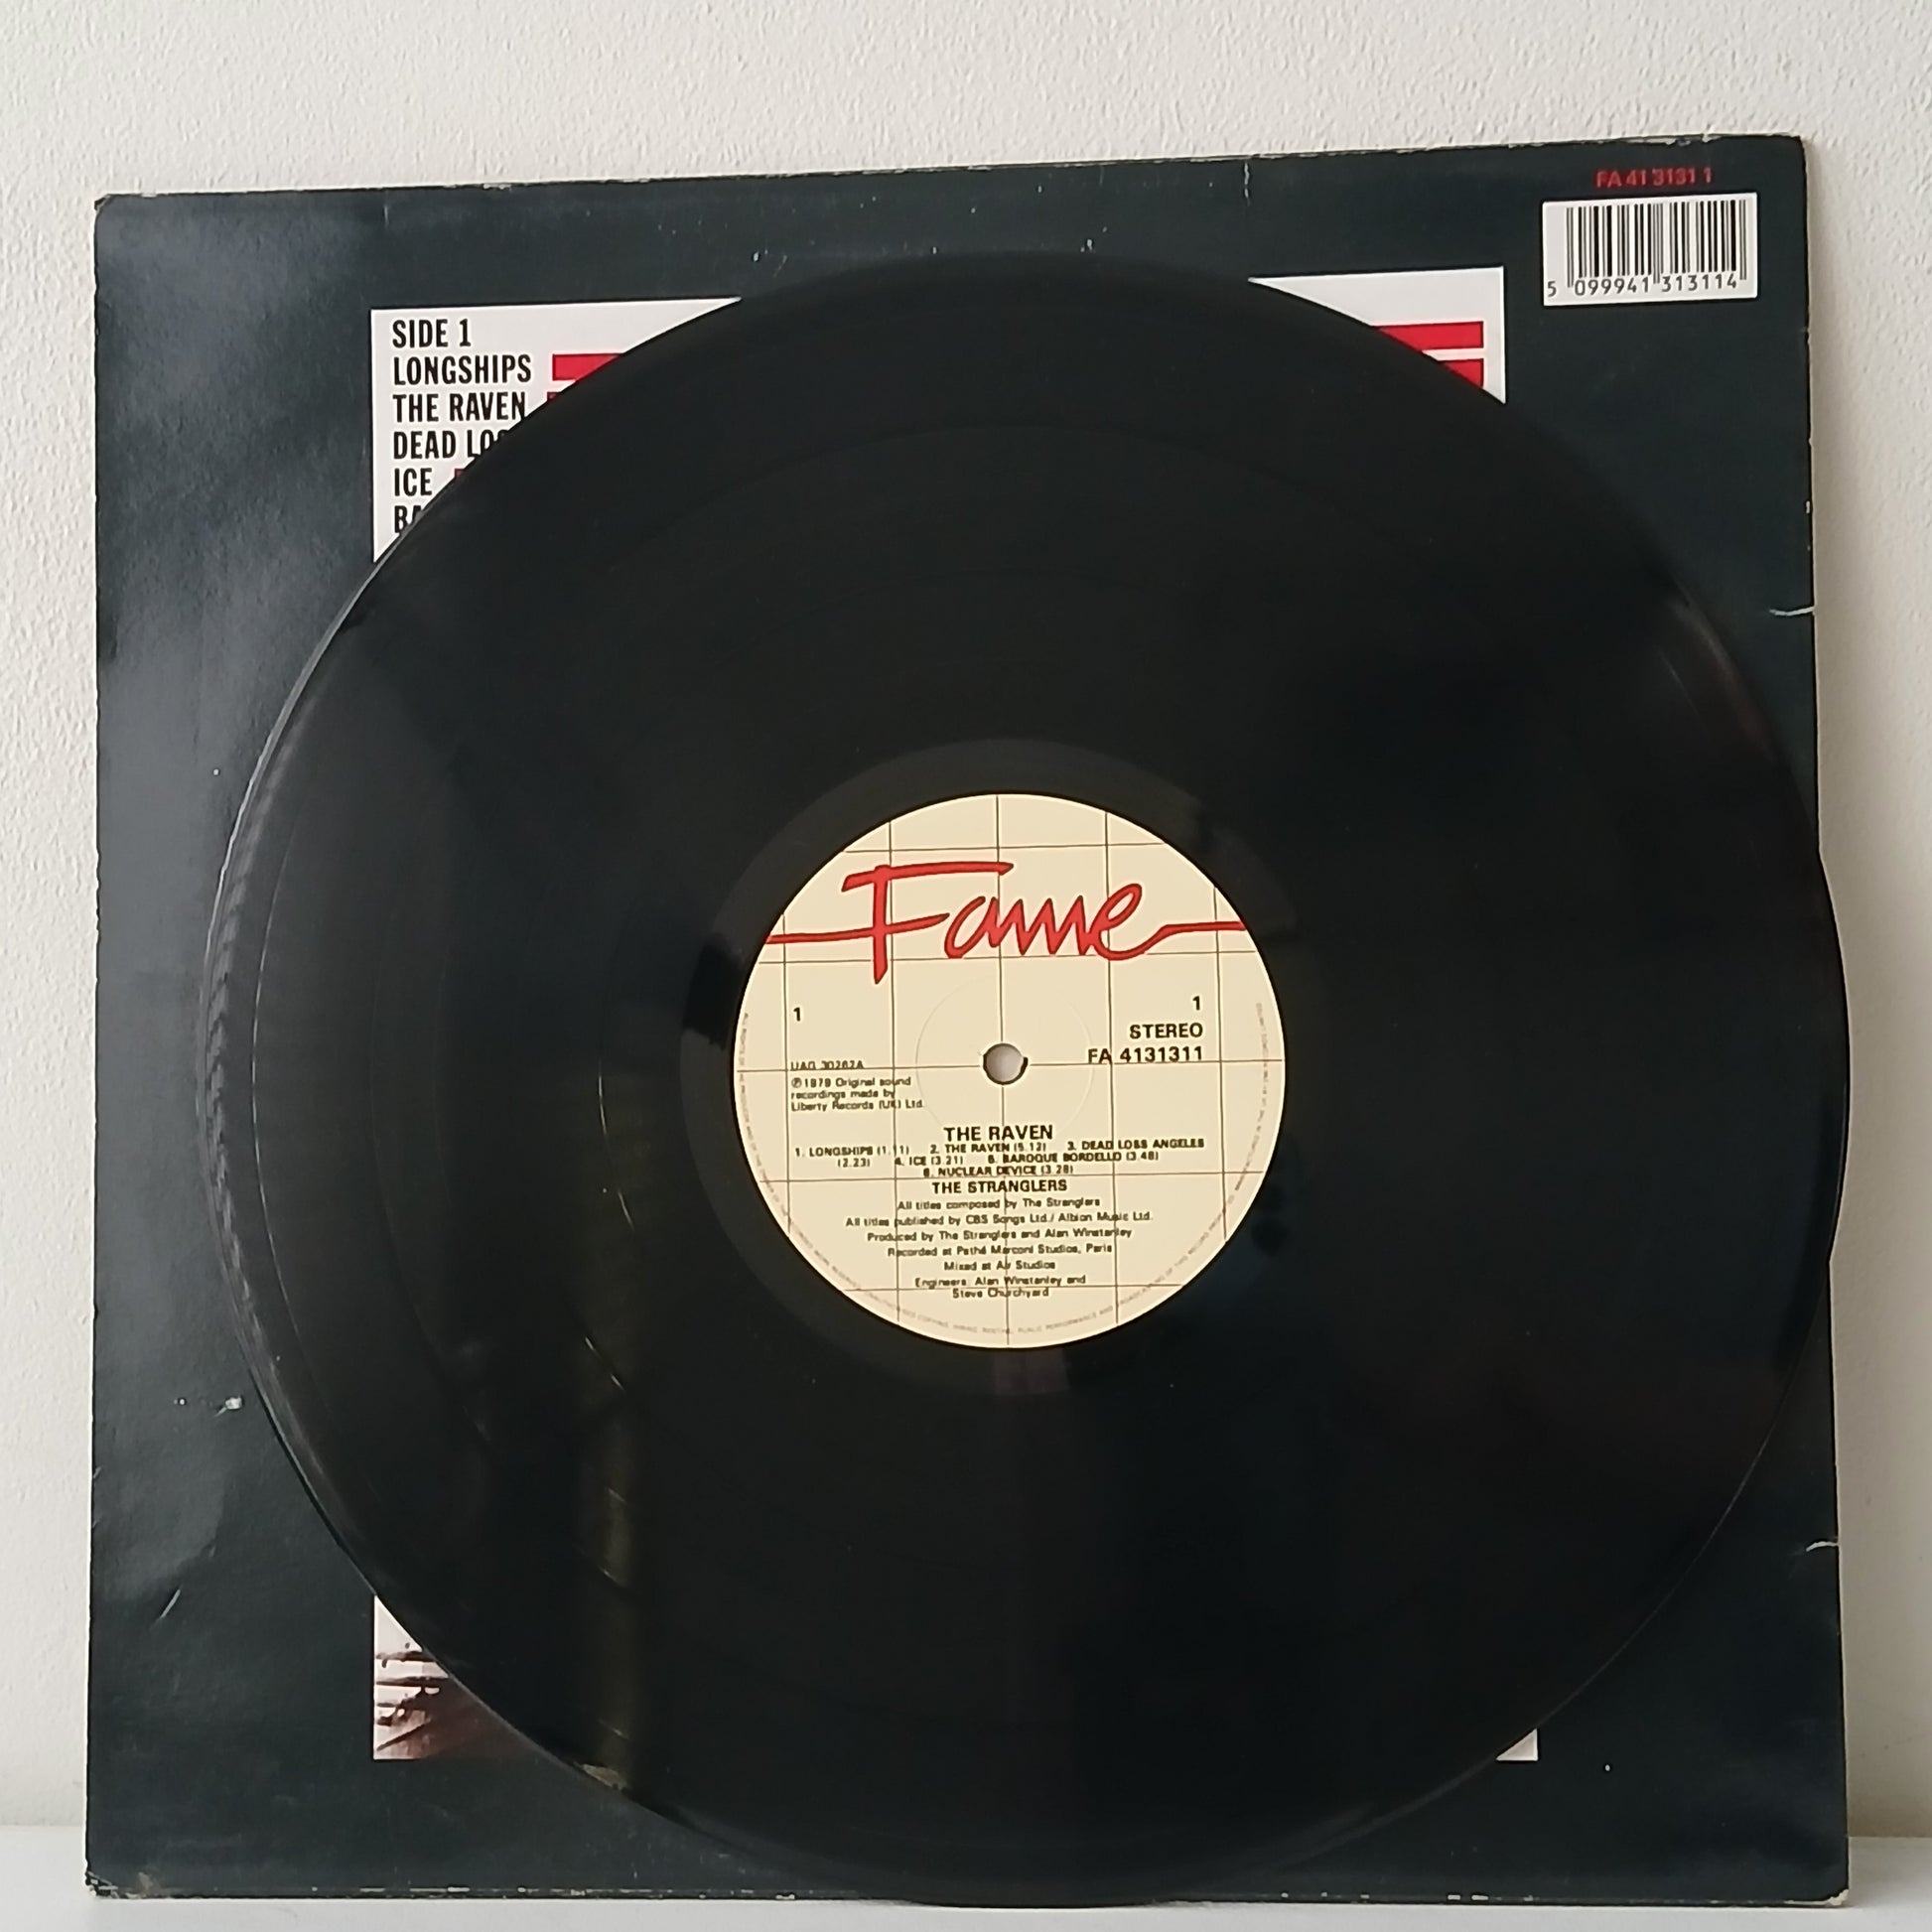 FA 41 3131 1
5 099941 313114
SIDE 1
LONGSHIPS
THE RAVEN
DEAD LOS
ICE
BA
Fame
1
1
STEREO
FA 4131311
UAG 30262A
℗ 1979 Original sound
recordings made by
Liberty Records (UK) Ltd.
THE RAVEN
1. LONGSHIPS (1.11) 2. THE RAVEN (5.12) 3. DEAD LOSS ANGELES
(2.23) 4. ICE (3.21) 5. BAROQUE BORDELLO (3.48)
6. NUCLEAR DEVICE (3.28)
THE STRANGLERS
All titles composed by The Stranglers
All titles published by CBS Songs Ltd./ Albion Music Ltd.
Produced by The Stranglers and Alan Winstanley
Recorded at Pathé Marconi Studios, Paris
Mixed at Air Studios
Engineers: Alan Winstanley and
Steve Churchyard